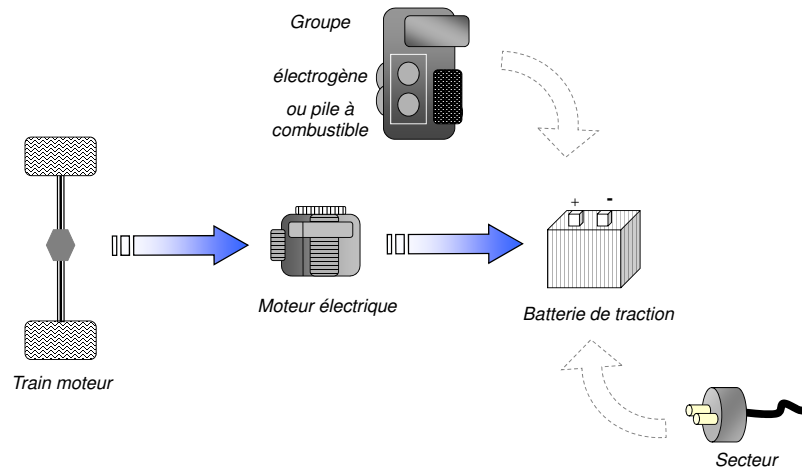 Groupe
électrogène
ou pile à
combustible
+ -
Moteur électrique
Batterie de traction
Train moteur
Secteur